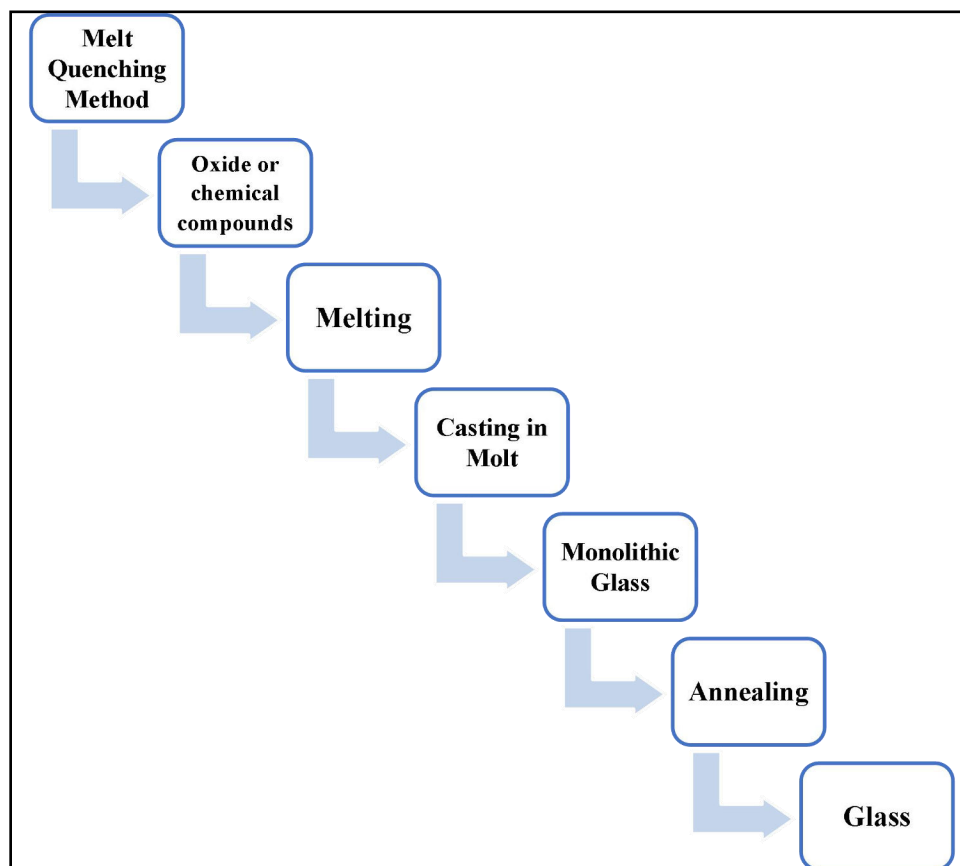 Melt
Quenching
Method
Oxide or
chemical
compounds
Melting
Casting in
Molt
Monolithic
Glass
Annealing
Glass